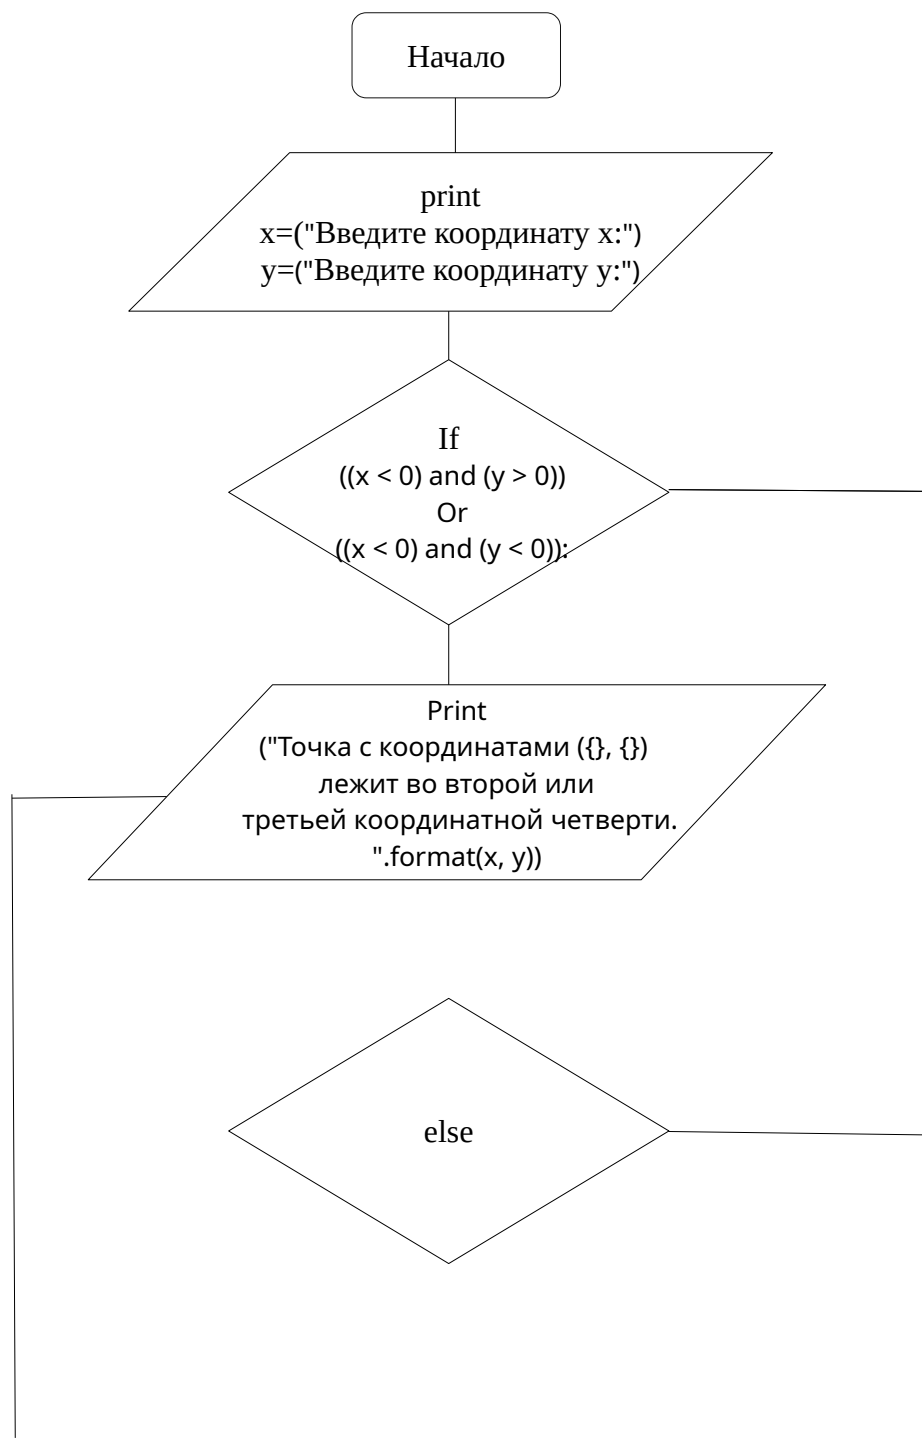 Начало
print
x=("Введите координату x:")
y=("Введите координату y:")
If
((x < 0) and (y > 0))
Or
((x < 0) and (y < 0)):
Print
("Точка с координатами ({}, {})
лежит во второй или
третьей координатной четверти.
".format(x, y))
else